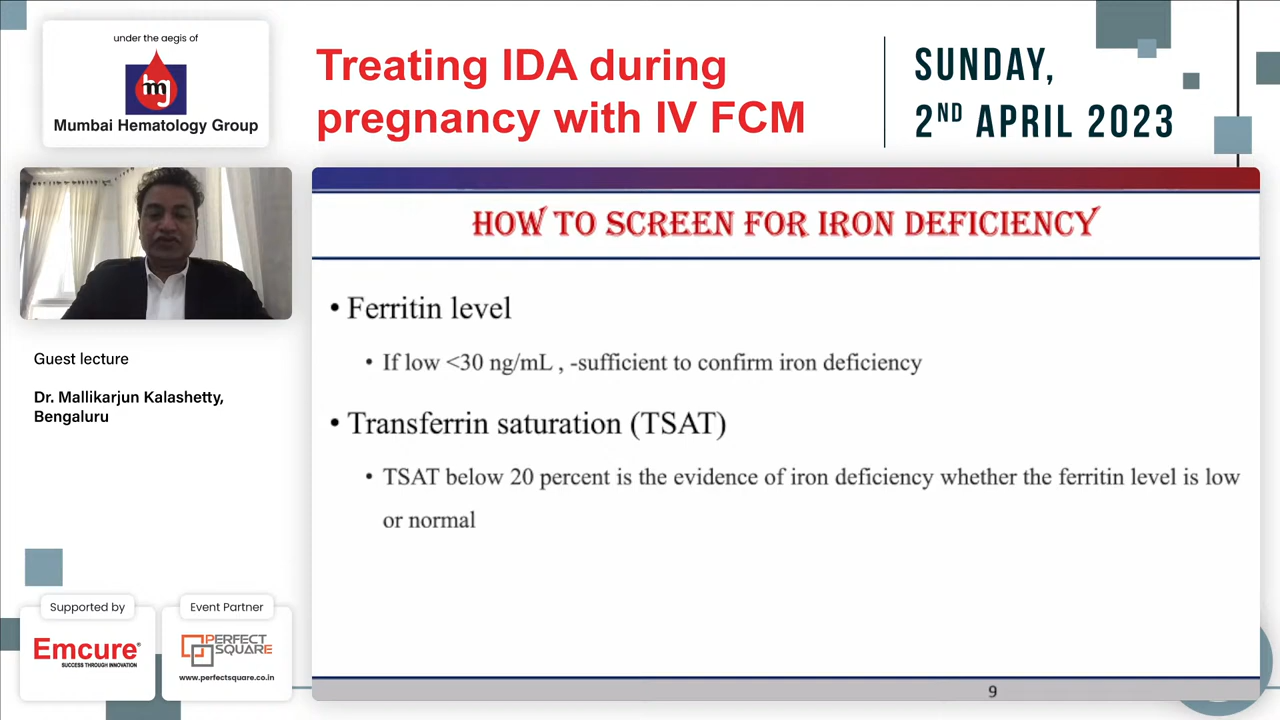 under the aegis of
mg
Mumbai Hematology Group
Treating IDA during
pregnancy with IV FCM
SUNDAY,
2ND APRIL 2023
Guest lecture
Dr. Mallikarjun Kalashetty,
Bengaluru
Supported by
Emcure®
SUCCESS THROUGH INNOVATION
Event Partner
PERFECT
SQUARE
www.perfectsquare.co.in
HOW TO SCREEN FOR IRON DEFICIENCY
• Ferritin level
• If low <30 ng/mL , -sufficient to confirm iron deficiency
• Transferrin saturation (TSAT)
• TSAT below 20 percent is the evidence of iron deficiency whether the ferritin level is low
or normal
9